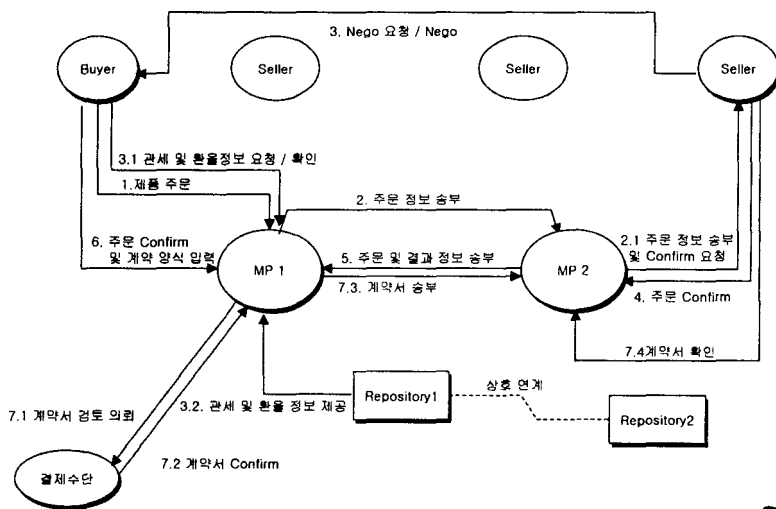 3. Nego 요청 / Nego
Buyer
Seller
Seller
Seller
3.1 관세 및 환율정보 요청 / 확인
1.제품 주문
2. 주문 정보 송부
6. 주문 Confirm
및 계약 양식 입력
MP 1
5. 주문 및 결과 정보 송부
7.3. 계약서 송부
MP 2
2.1 주문 정보 송부
및 Confirm 요청
4. 주문 Confirm
7.4계약서 확인
Repository1
상호 연계
Repository2
7.1 계약서 검토 의뢰
3.2. 관세 및 환율 정보 제공
7.2 계약서 Confirm
결제수단